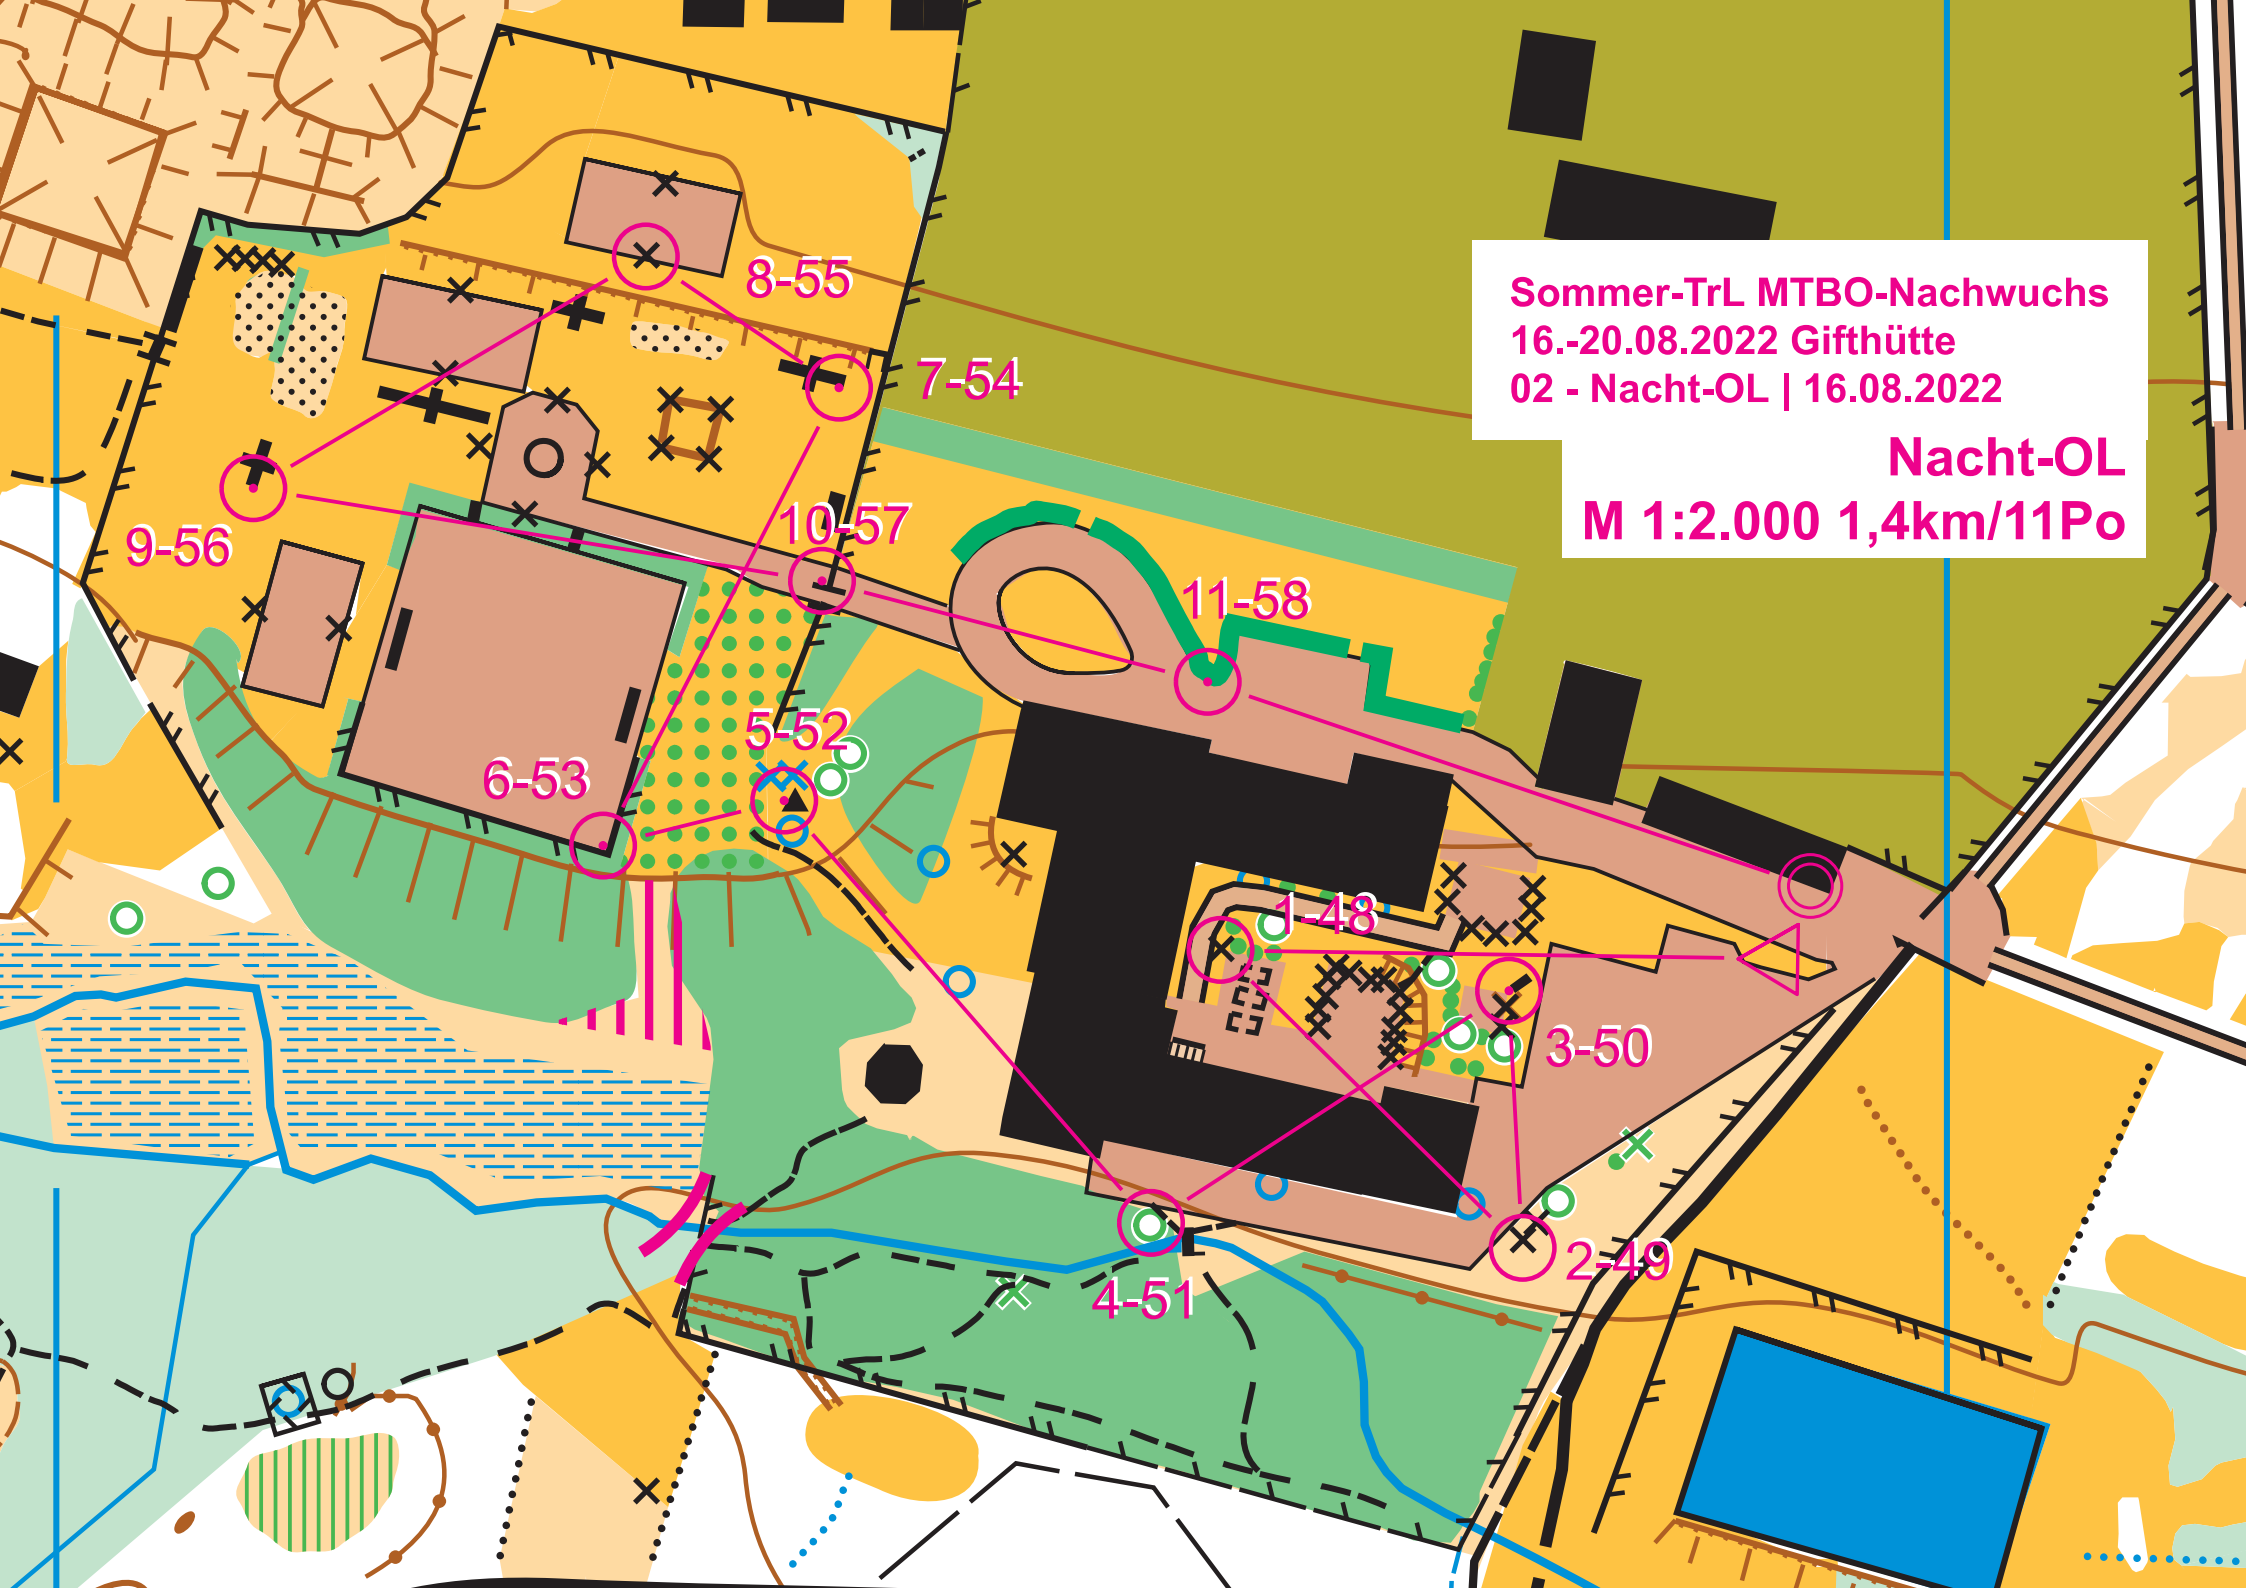 Sommer-TrL MTBO-Nachwuchs
16.-20.08.2022 Gifthütte
02 - Nacht-OL | 16.08.2022
Nacht-OL
M 1:2.000 1,4km/11Po
8-55
7-54
10-57
9-56
11-58
5-52
6-53
1-48
3-50
2-49
4-51